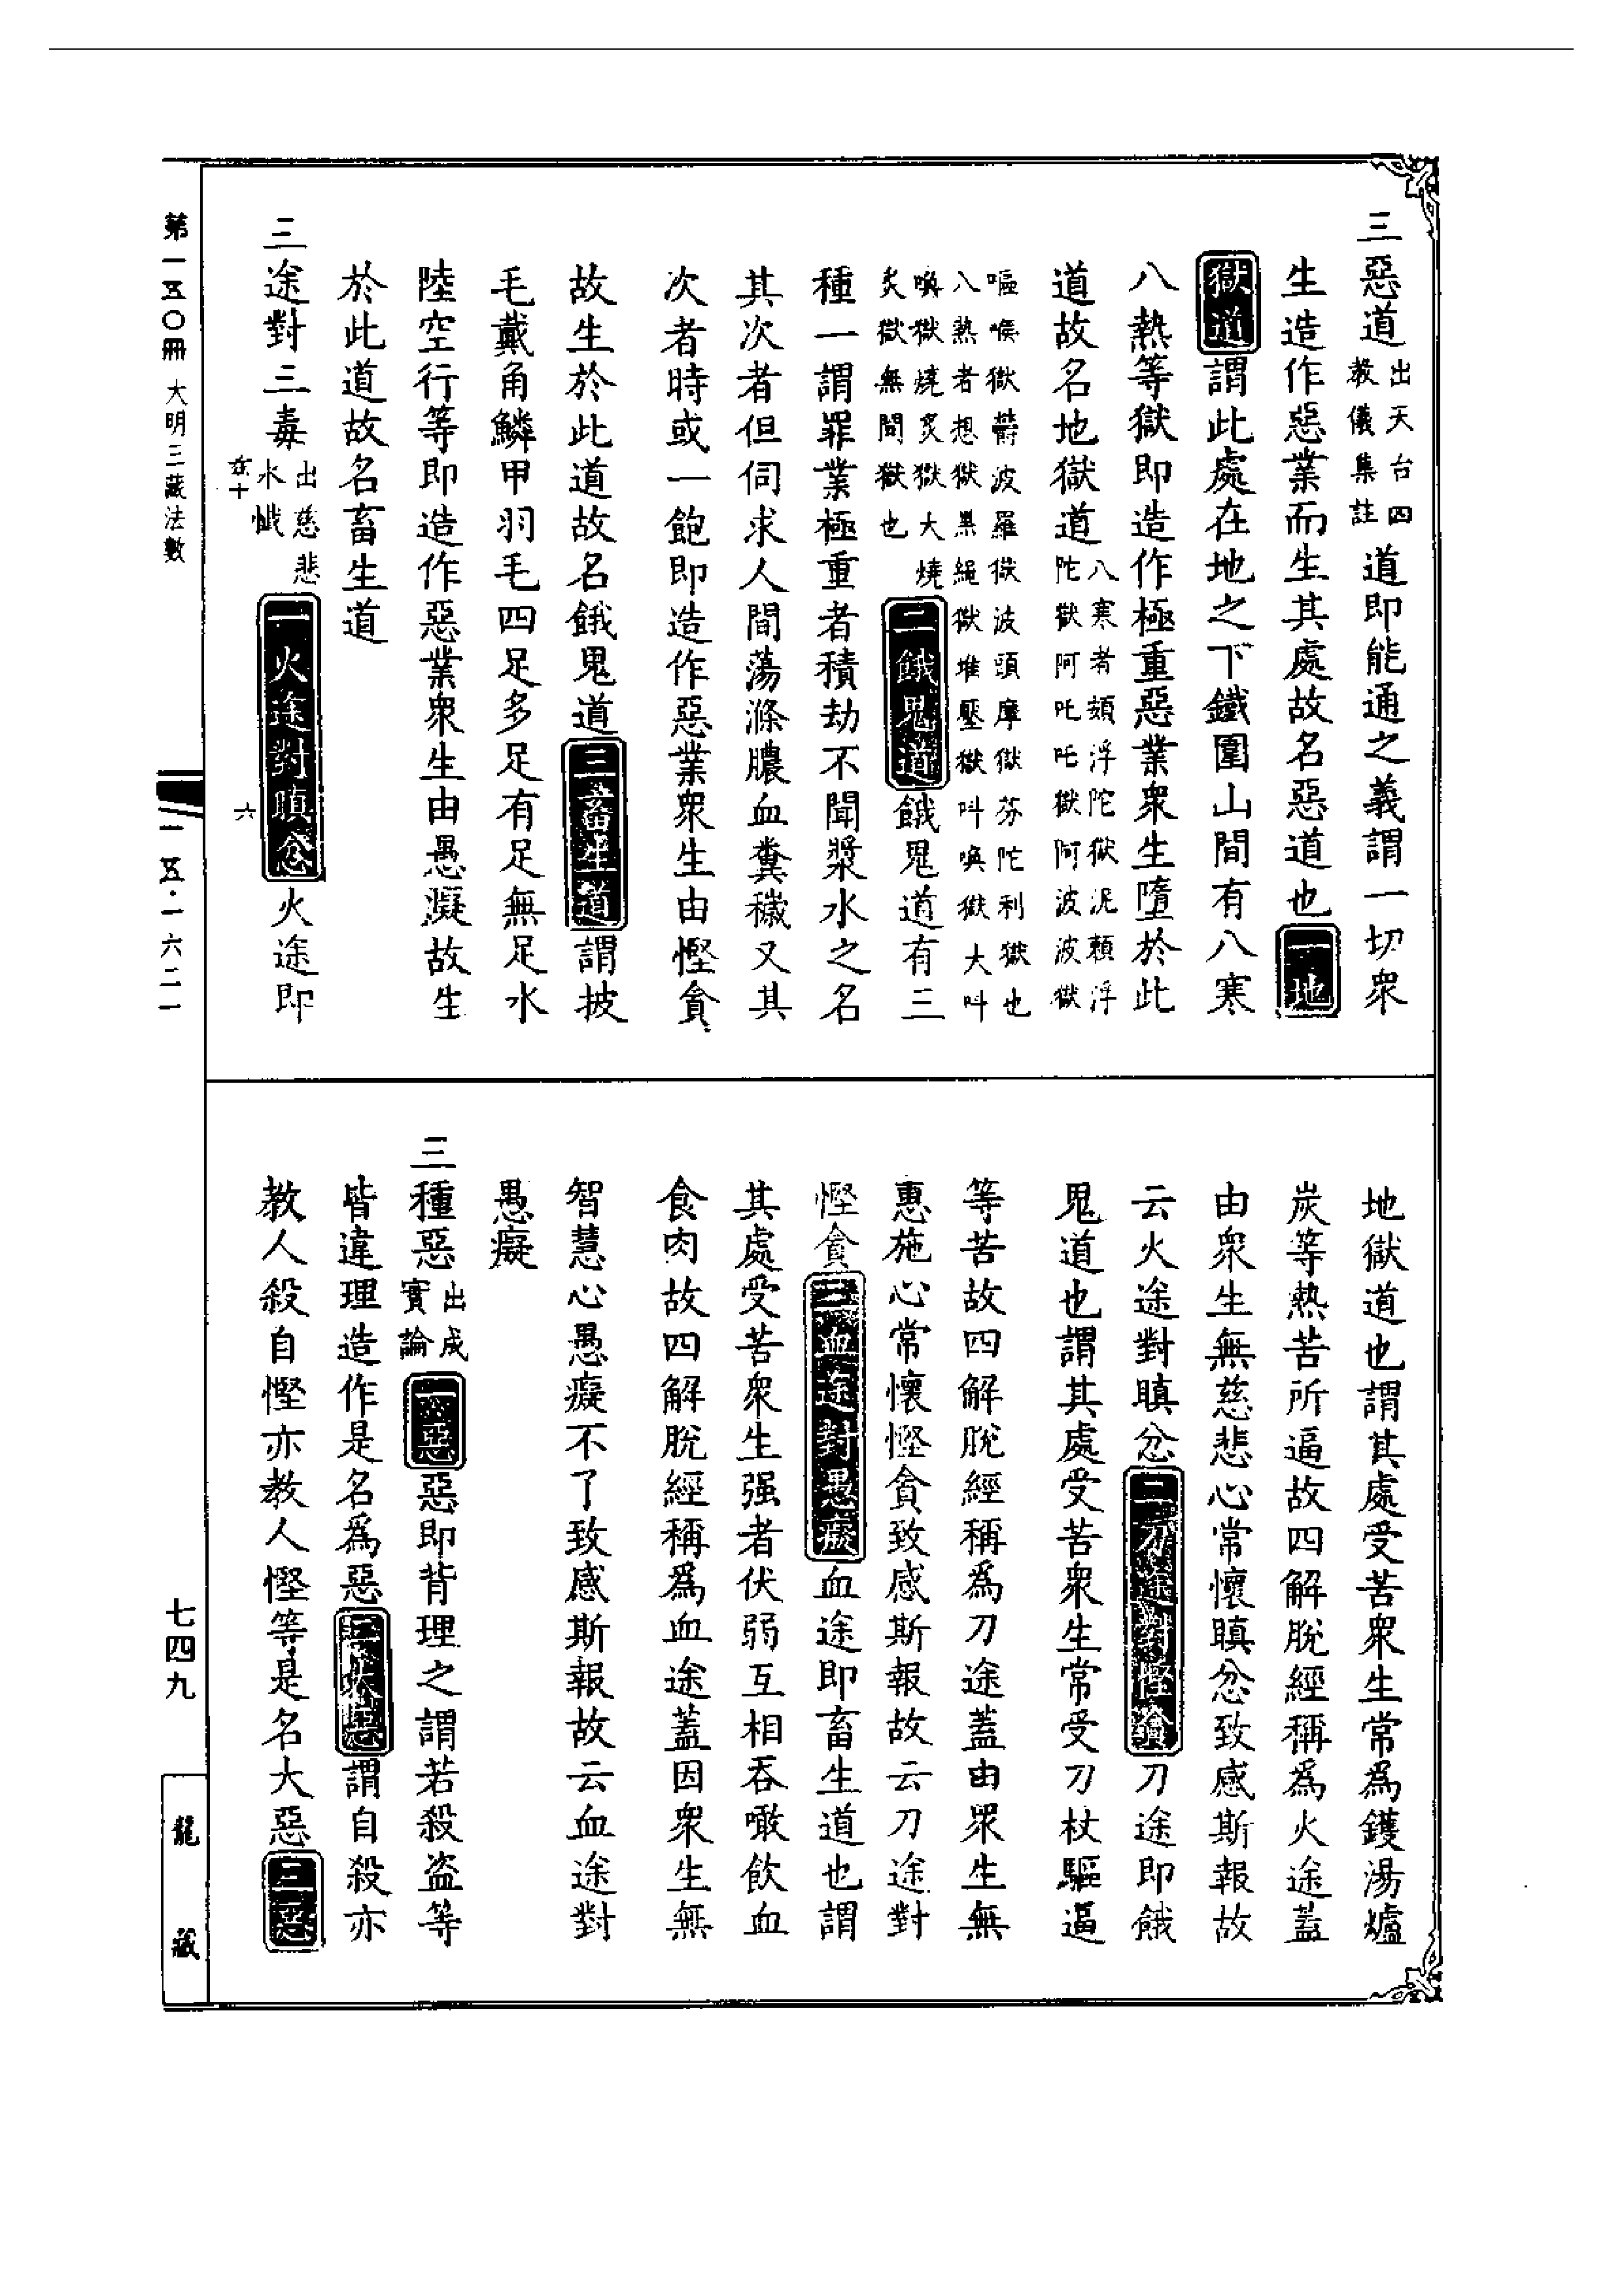 三惡道出天台四教儀集註道即能通之義謂一切衆
生造作惡業而生其處故名惡道也一地
獄道謂此處在地之下鐵圍山間有八寒
八熱等獄即造作極重惡業衆生墮於此
道故名地獄道八寒者頞浮陀獄泥賴浮陀獄阿吒吒獄阿波波獄
嘔喉獄鬱波羅獄波頭摩獄芬陀利獄也八熱者想獄黑繩獄堆壓獄叫喚獄大叫
喚獄燒炙獄大燒炙獄無間獄也二餓鬼道餓鬼道有三
種一謂罪業極重者積劫不聞漿水之名
其次者但伺求人間蕩滌膿血糞穢又其
次者時或一飽即造作惡業衆生由慳貪
故生於此道故名餓鬼道三畜生道謂披
毛戴角鱗甲羽毛四足多足有足無足水
陸空行等即造作惡業衆生由愚癡故生
於此道故名畜生道
三途對三毒出慈悲水懺一火途對瞋忿火途即
地獄道也謂其處受苦衆生常爲鑊湯爐
炭等熱苦所逼故四解脫經稱爲火途蓋
由衆生無慈悲心常懷瞋忿致感斯報故
云火途對瞋忿二刀途對慳貪刀途即餓
鬼道也謂其處受苦衆生常受刀杖驅逼
等苦故四解脫經稱爲刀途蓋由眾生無
惠施心常懷慳貪致感斯報故云刀途對
慳貪三血途對愚癡血途即畜生道也謂
其處受苦衆生强者伏弱互相吞噉飲血
食肉故四解脫經稱爲血途蓋因衆生無
智慧心愚癡不了致感斯報故云血途對
愚癡
三種惡出成實論一惡惡即背理之謂若殺盜等
皆違理造作是名爲惡二大惡謂自殺亦
教人殺自慳亦教人慳等是名大惡三惡
第一五〇冊 大明三藏法數
六
一五·一六二一
七四九
龍藏